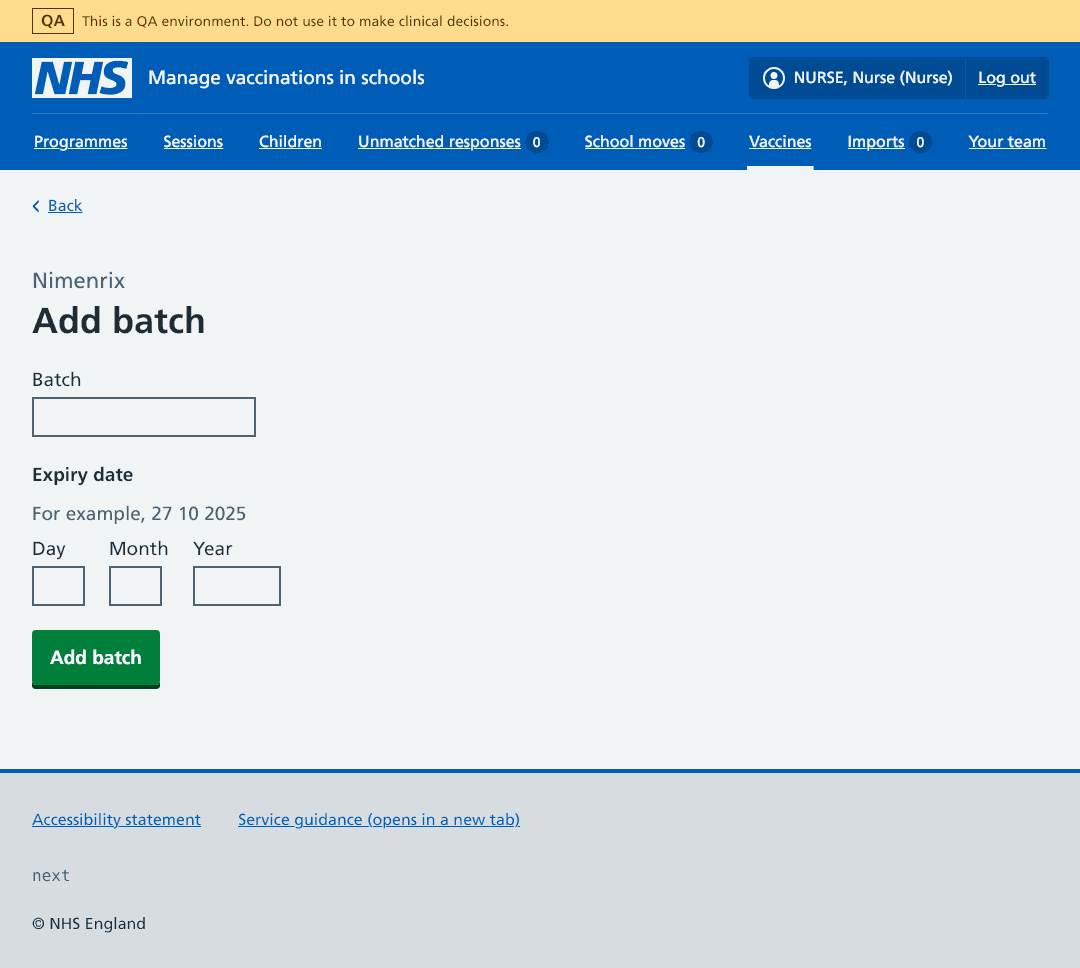 QA This is a QA environment. Do not use it to make clinical decisions.
NHS Manage vaccinations in schools NURSE, Nurse (Nurse) Log out
Programmes Sessions Children Unmatched responses 0 School moves 0 Vaccines Imports 0 Your team
Back
Nimenrix
Add batch
Batch
Expiry date
For example, 27 10 2025
Day Month Year
Add batch
Accessibility statement Service guidance (opens in a new tab)
next
© NHS England